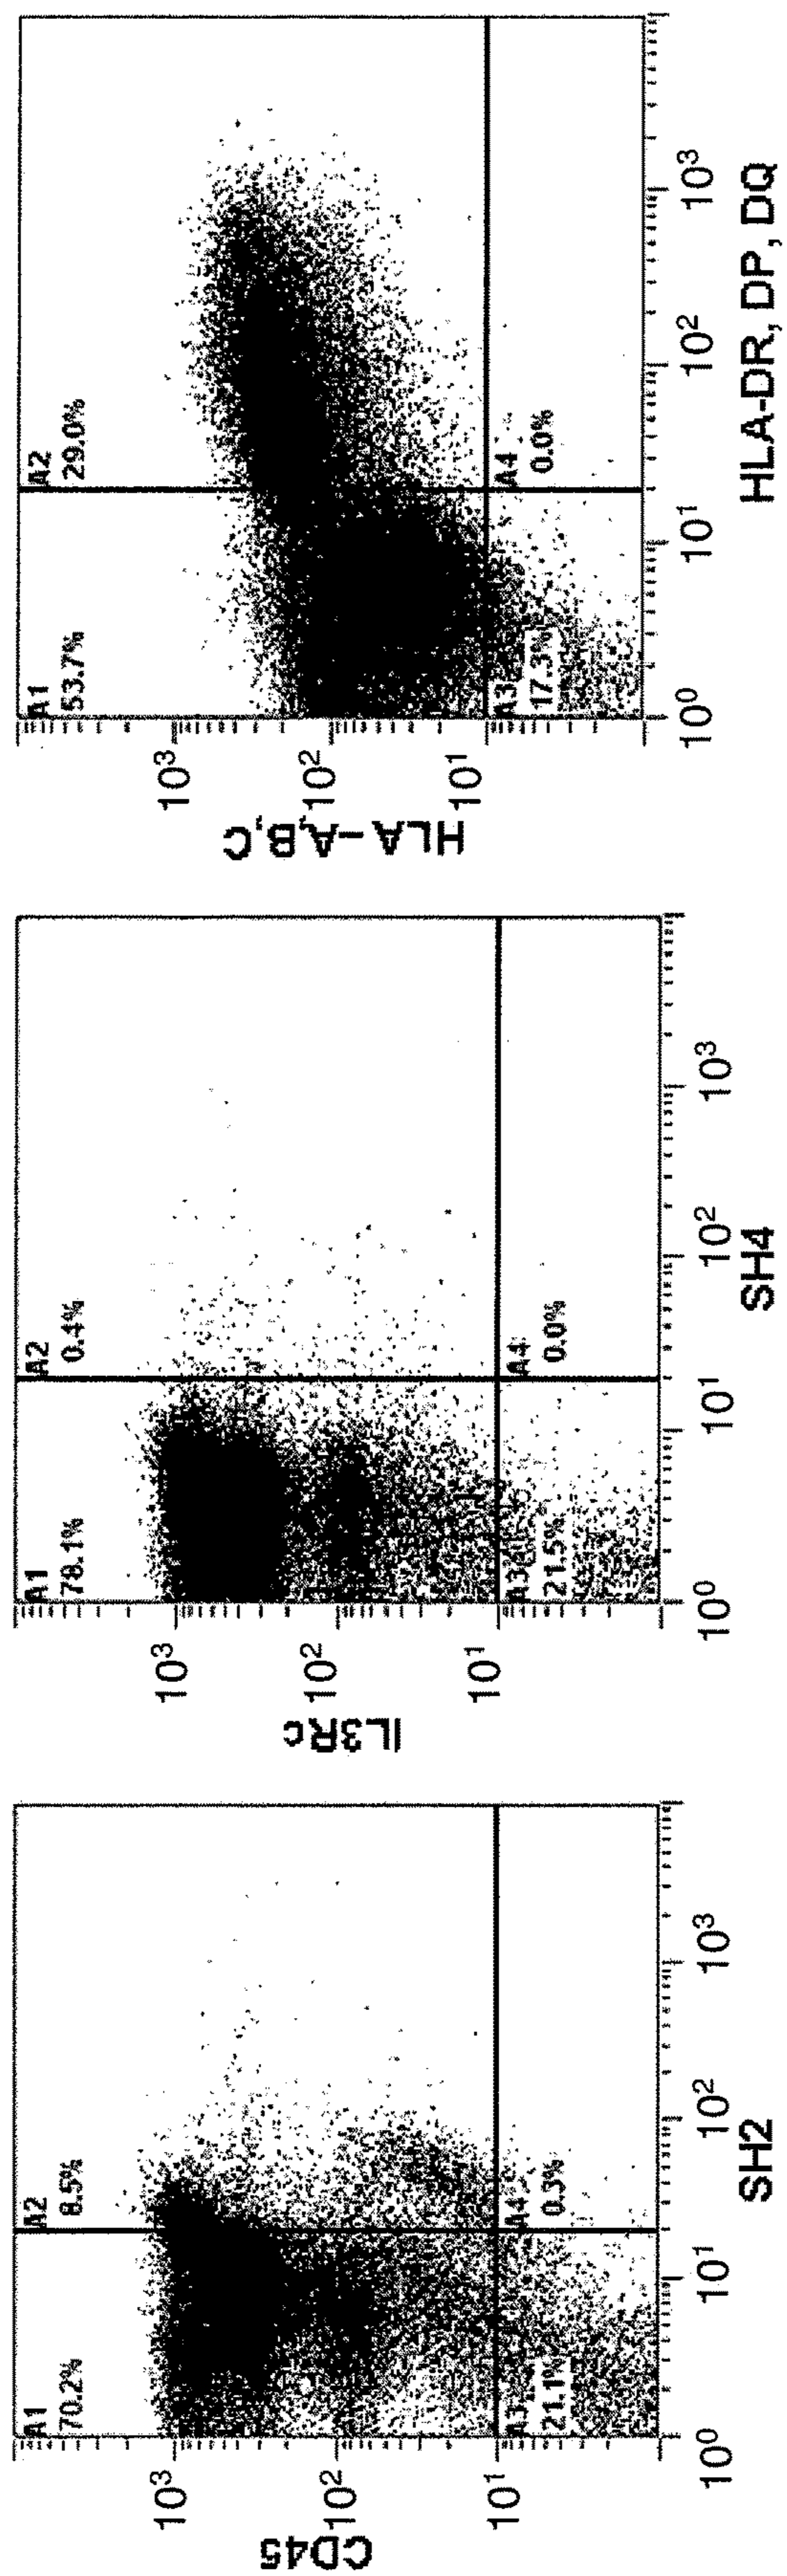 A1
53.7%
A2
29.0%
A3
17.3%
A4
0.0%
10³
10²
10¹
10⁰
10¹
10²
10³
HLA-A,B,C
HLA-DR, DP, DQ
A1
78.1%
A2
0.4%
A3
21.5%
A4
0.0%
10³
10²
10¹
10⁰
10¹
10²
10³
IL3Rc
SH4
A1
70.2%
A2
8.5%
A3
21.1%
A4
0.3%
10³
10²
10¹
10⁰
10¹
10²
10³
CD45
SH2